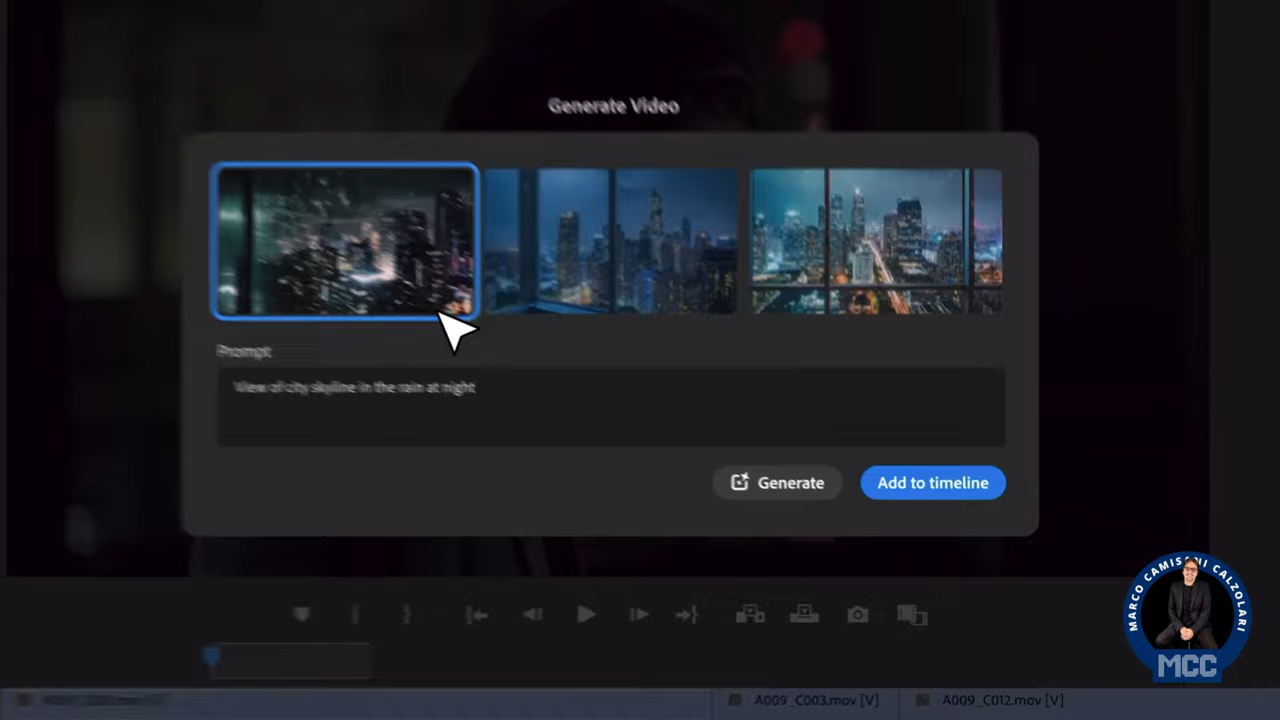 Generate Video
Prompt
View of city skyline in the rain at night
Generate
Add to timeline
MARCO CAMISANI CALZOLARI
MCC
A009_C003.mov [V]
A009_C012.mov [V]